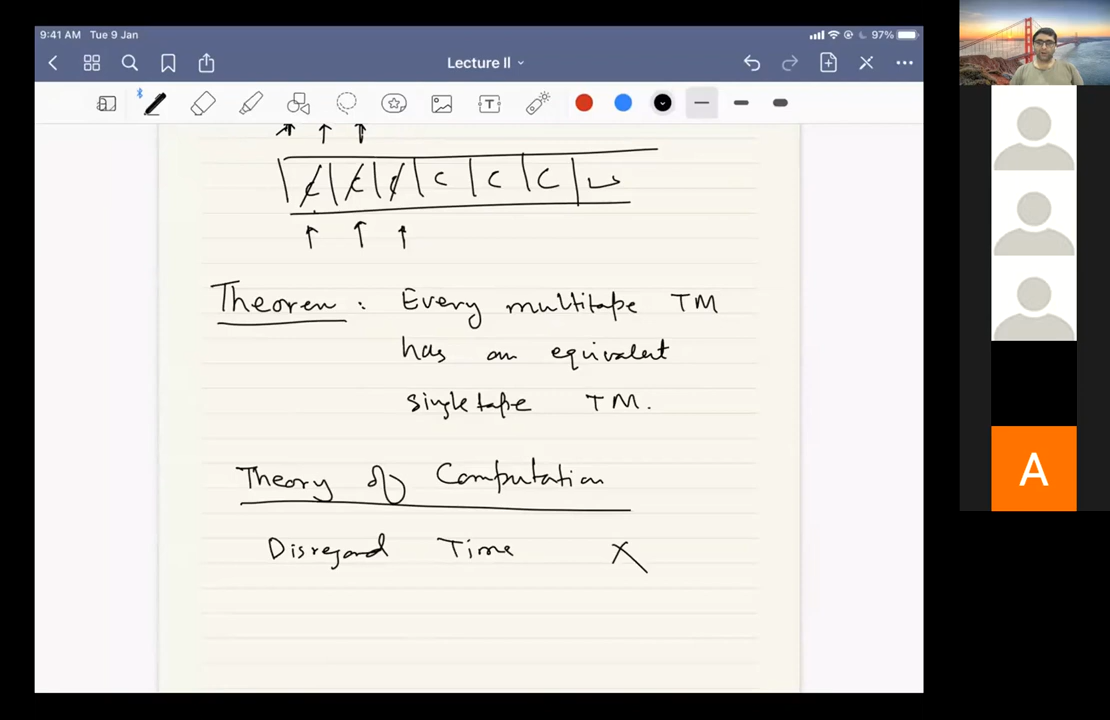 9:41 AM Tue 9 Jan
97%
Lecture II
T
C C C C C C ⊔
Theorem : Every multitape TM
has an equivalent
singletape TM.
Theory of Computation
Disregard Time X
A